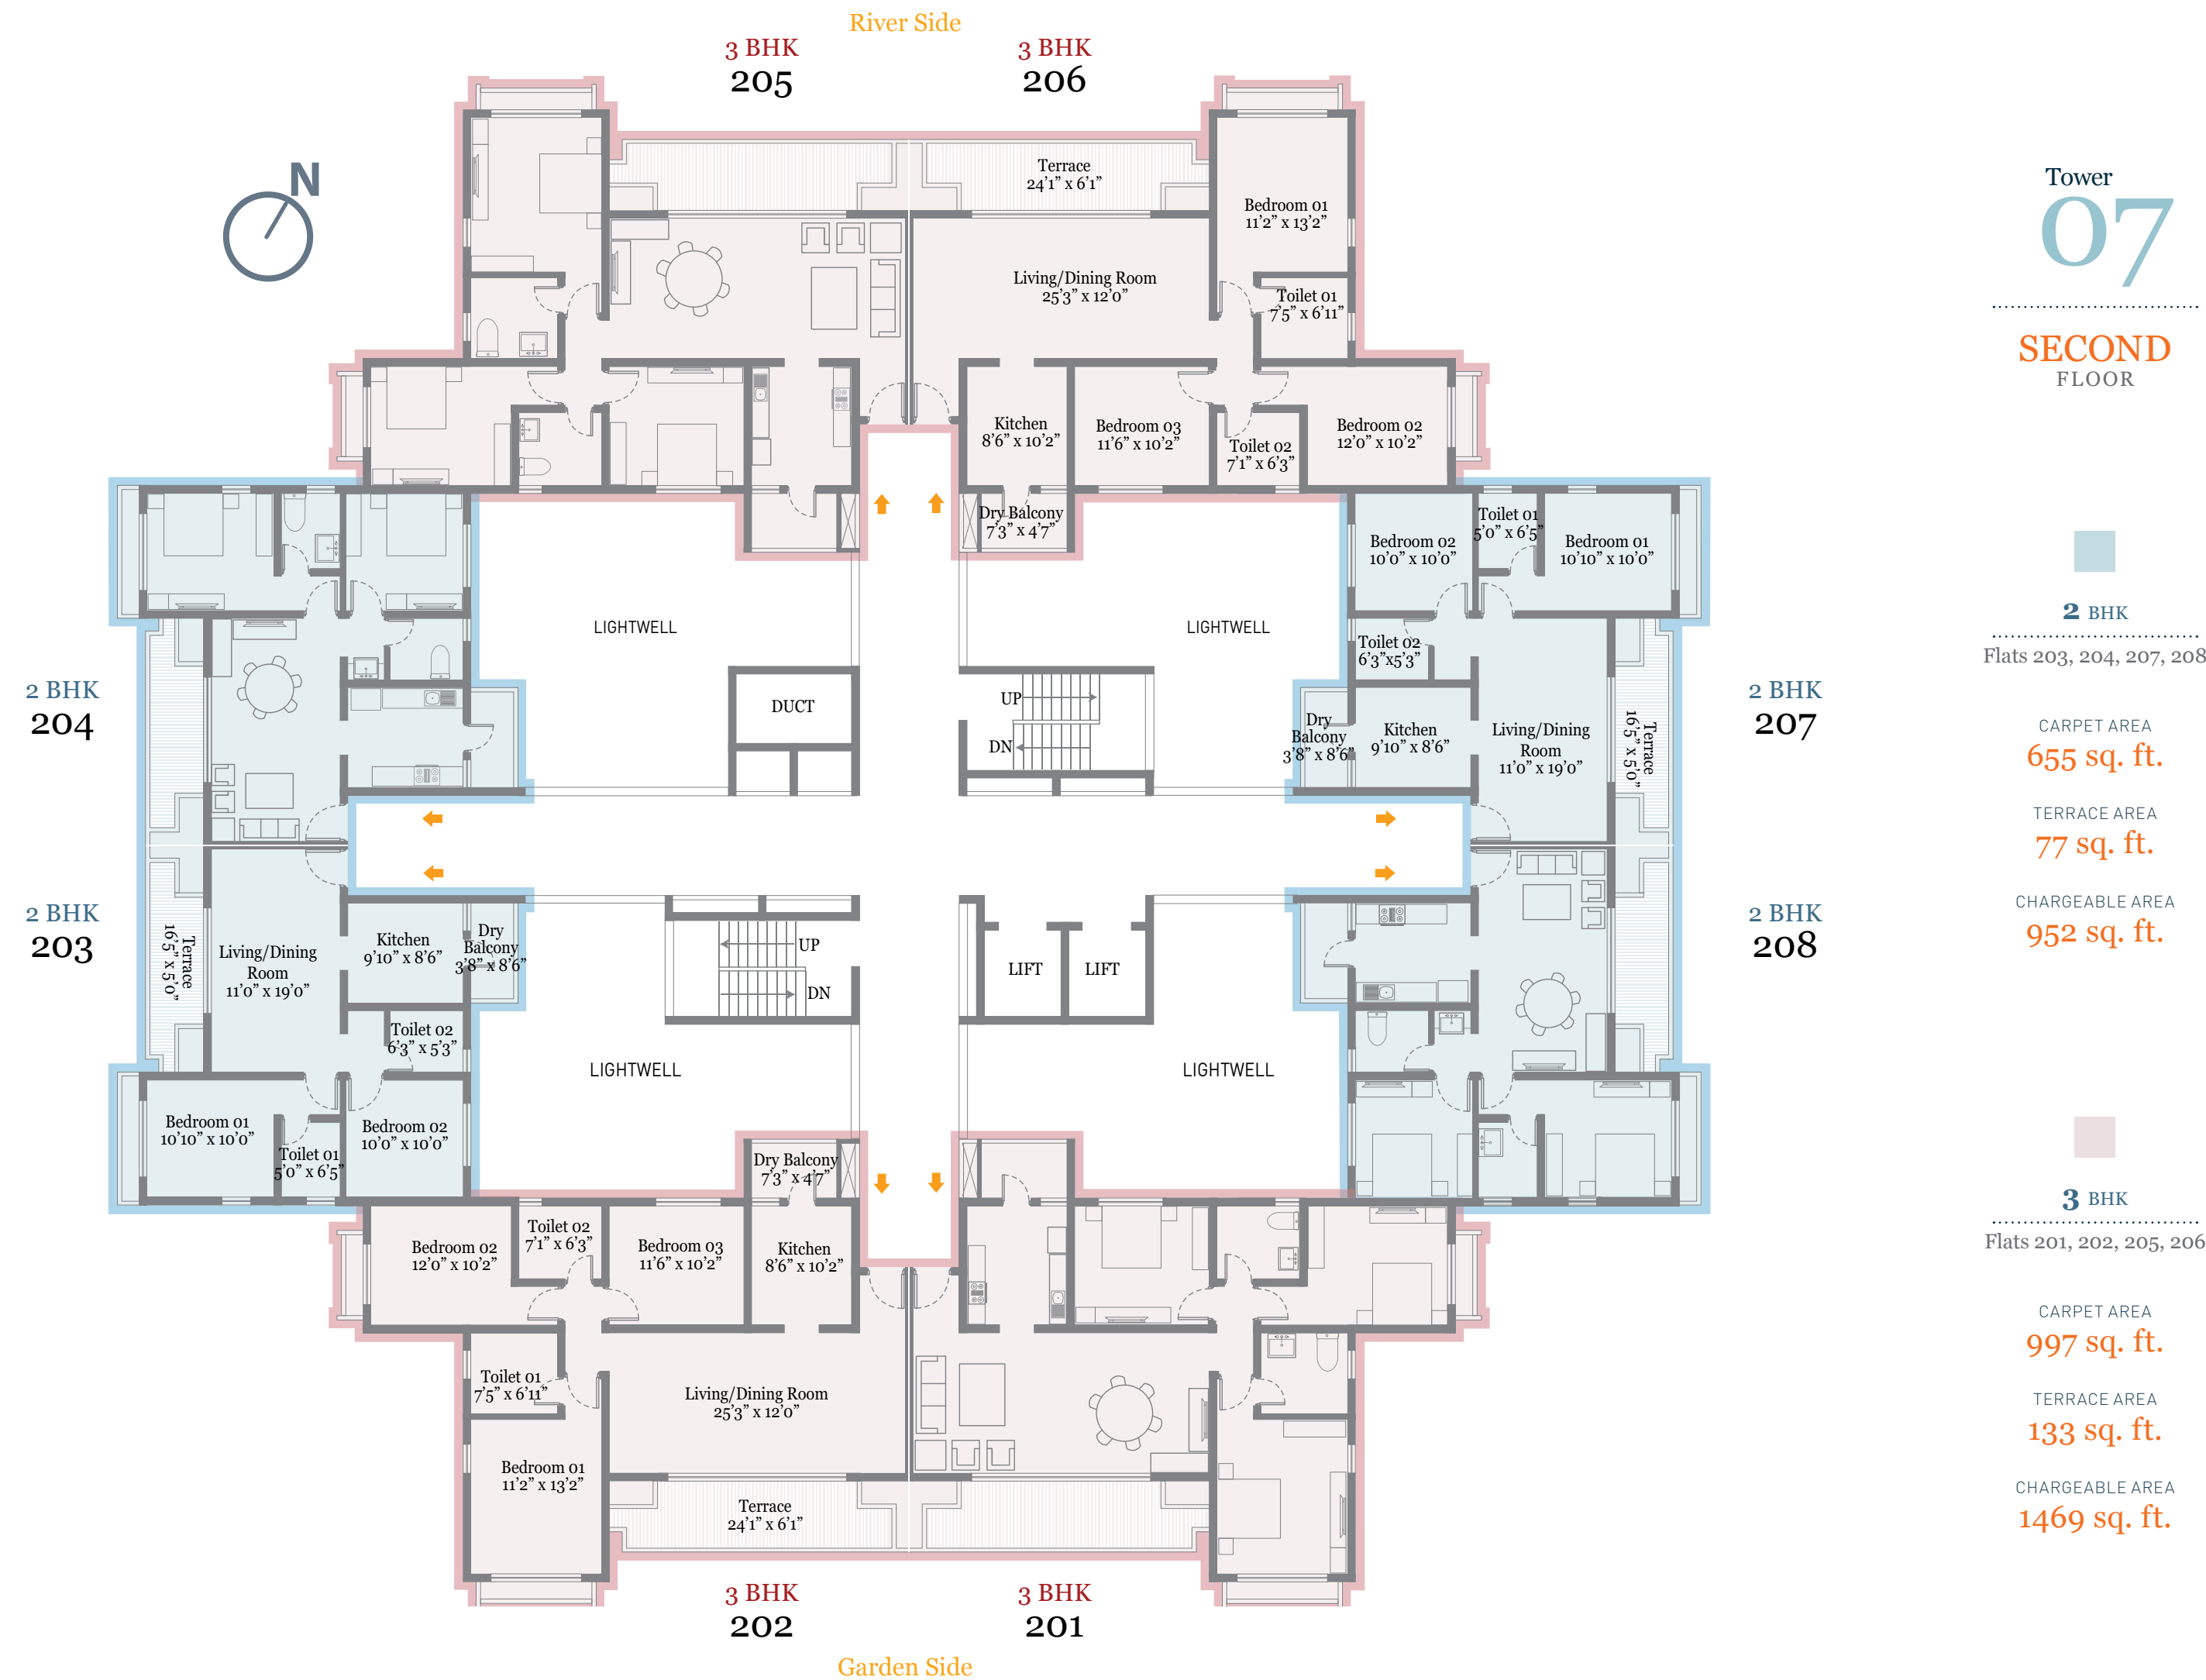 River Side
3 BHK
205
3 BHK
206
N
Terrace
24’1” x 6’1”
Bedroom 01
11’2” x 13’2”
Living/Dining Room
25’3” x 12’0”
Toilet 01
7’5” x 6’11”
Kitchen
8’6” x 10’2”
Bedroom 03
11’6” x 10’2”
Toilet 02
7’1” x 6’3”
Bedroom 02
12’0” x 10’2”
Dry Balcony
7’3” x 4’7”
Bedroom 02
10’0” x 10’0”
Toilet 01
5’0” x 6’5”
Bedroom 01
10’10” x 10’0”
LIGHTWELL
LIGHTWELL
Toilet 02
6’3”x5’3”
2 BHK
204
DUCT
UP
DN
Dry
Balcony
3’8” x 8’6”
Kitchen
9’10” x 8’6”
Living/Dining
Room
11’0” x 19’0”
Terrace
16’5” x 5’0”
2 BHK
207
2 BHK
203
Terrace
16’5” x 5’0”
Living/Dining
Room
11’0” x 19’0”
Kitchen
9’10” x 8’6”
Dry
Balcony
3’8” x 8’6”
UP
DN
LIFT
LIFT
2 BHK
208
Toilet 02
6’3” x 5’3”
LIGHTWELL
LIGHTWELL
Bedroom 01
10’10” x 10’0”
Toilet 01
5’0” x 6’5”
Bedroom 02
10’0” x 10’0”
Dry Balcony
7’3” x 4’7”
Bedroom 02
12’0” x 10’2”
Toilet 02
7’1” x 6’3”
Bedroom 03
11’6” x 10’2”
Kitchen
8’6” x 10’2”
Toilet 01
7’5” x 6’11”
Living/Dining Room
25’3” x 12’0”
Bedroom 01
11’2” x 13’2”
Terrace
24’1” x 6’1”
3 BHK
202
3 BHK
201
Garden Side
Tower
07
SECOND
FLOOR
2 BHK
Flats 203, 204, 207, 208
CARPET AREA
655 sq. ft.
TERRACE AREA
77 sq. ft.
CHARGEABLE AREA
952 sq. ft.
3 BHK
Flats 201, 202, 205, 206
CARPET AREA
997 sq. ft.
TERRACE AREA
133 sq. ft.
CHARGEABLE AREA
1469 sq. ft.